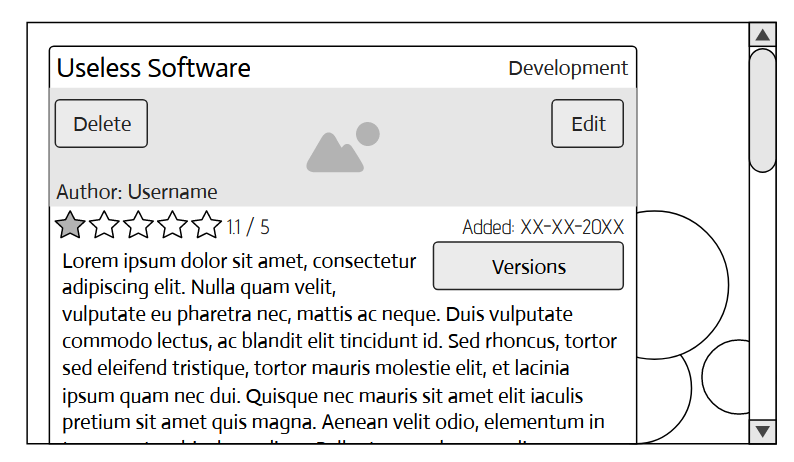 Useless Software
Development
Delete
Edit
Author: Username
1.1 / 5
Added: XX-XX-20XX
Versions
Lorem ipsum dolor sit amet, consectetur
adipiscing elit. Nulla quam velit,
vulputate eu pharetra nec, mattis ac neque. Duis vulputate
commodo lectus, ac blandit elit tincidunt id. Sed rhoncus, tortor
sed eleifend tristique, tortor mauris molestie elit, et lacinia
ipsum quam nec dui. Quisque nec mauris sit amet elit iaculis
pretium sit amet quis magna. Aenean velit odio, elementum in